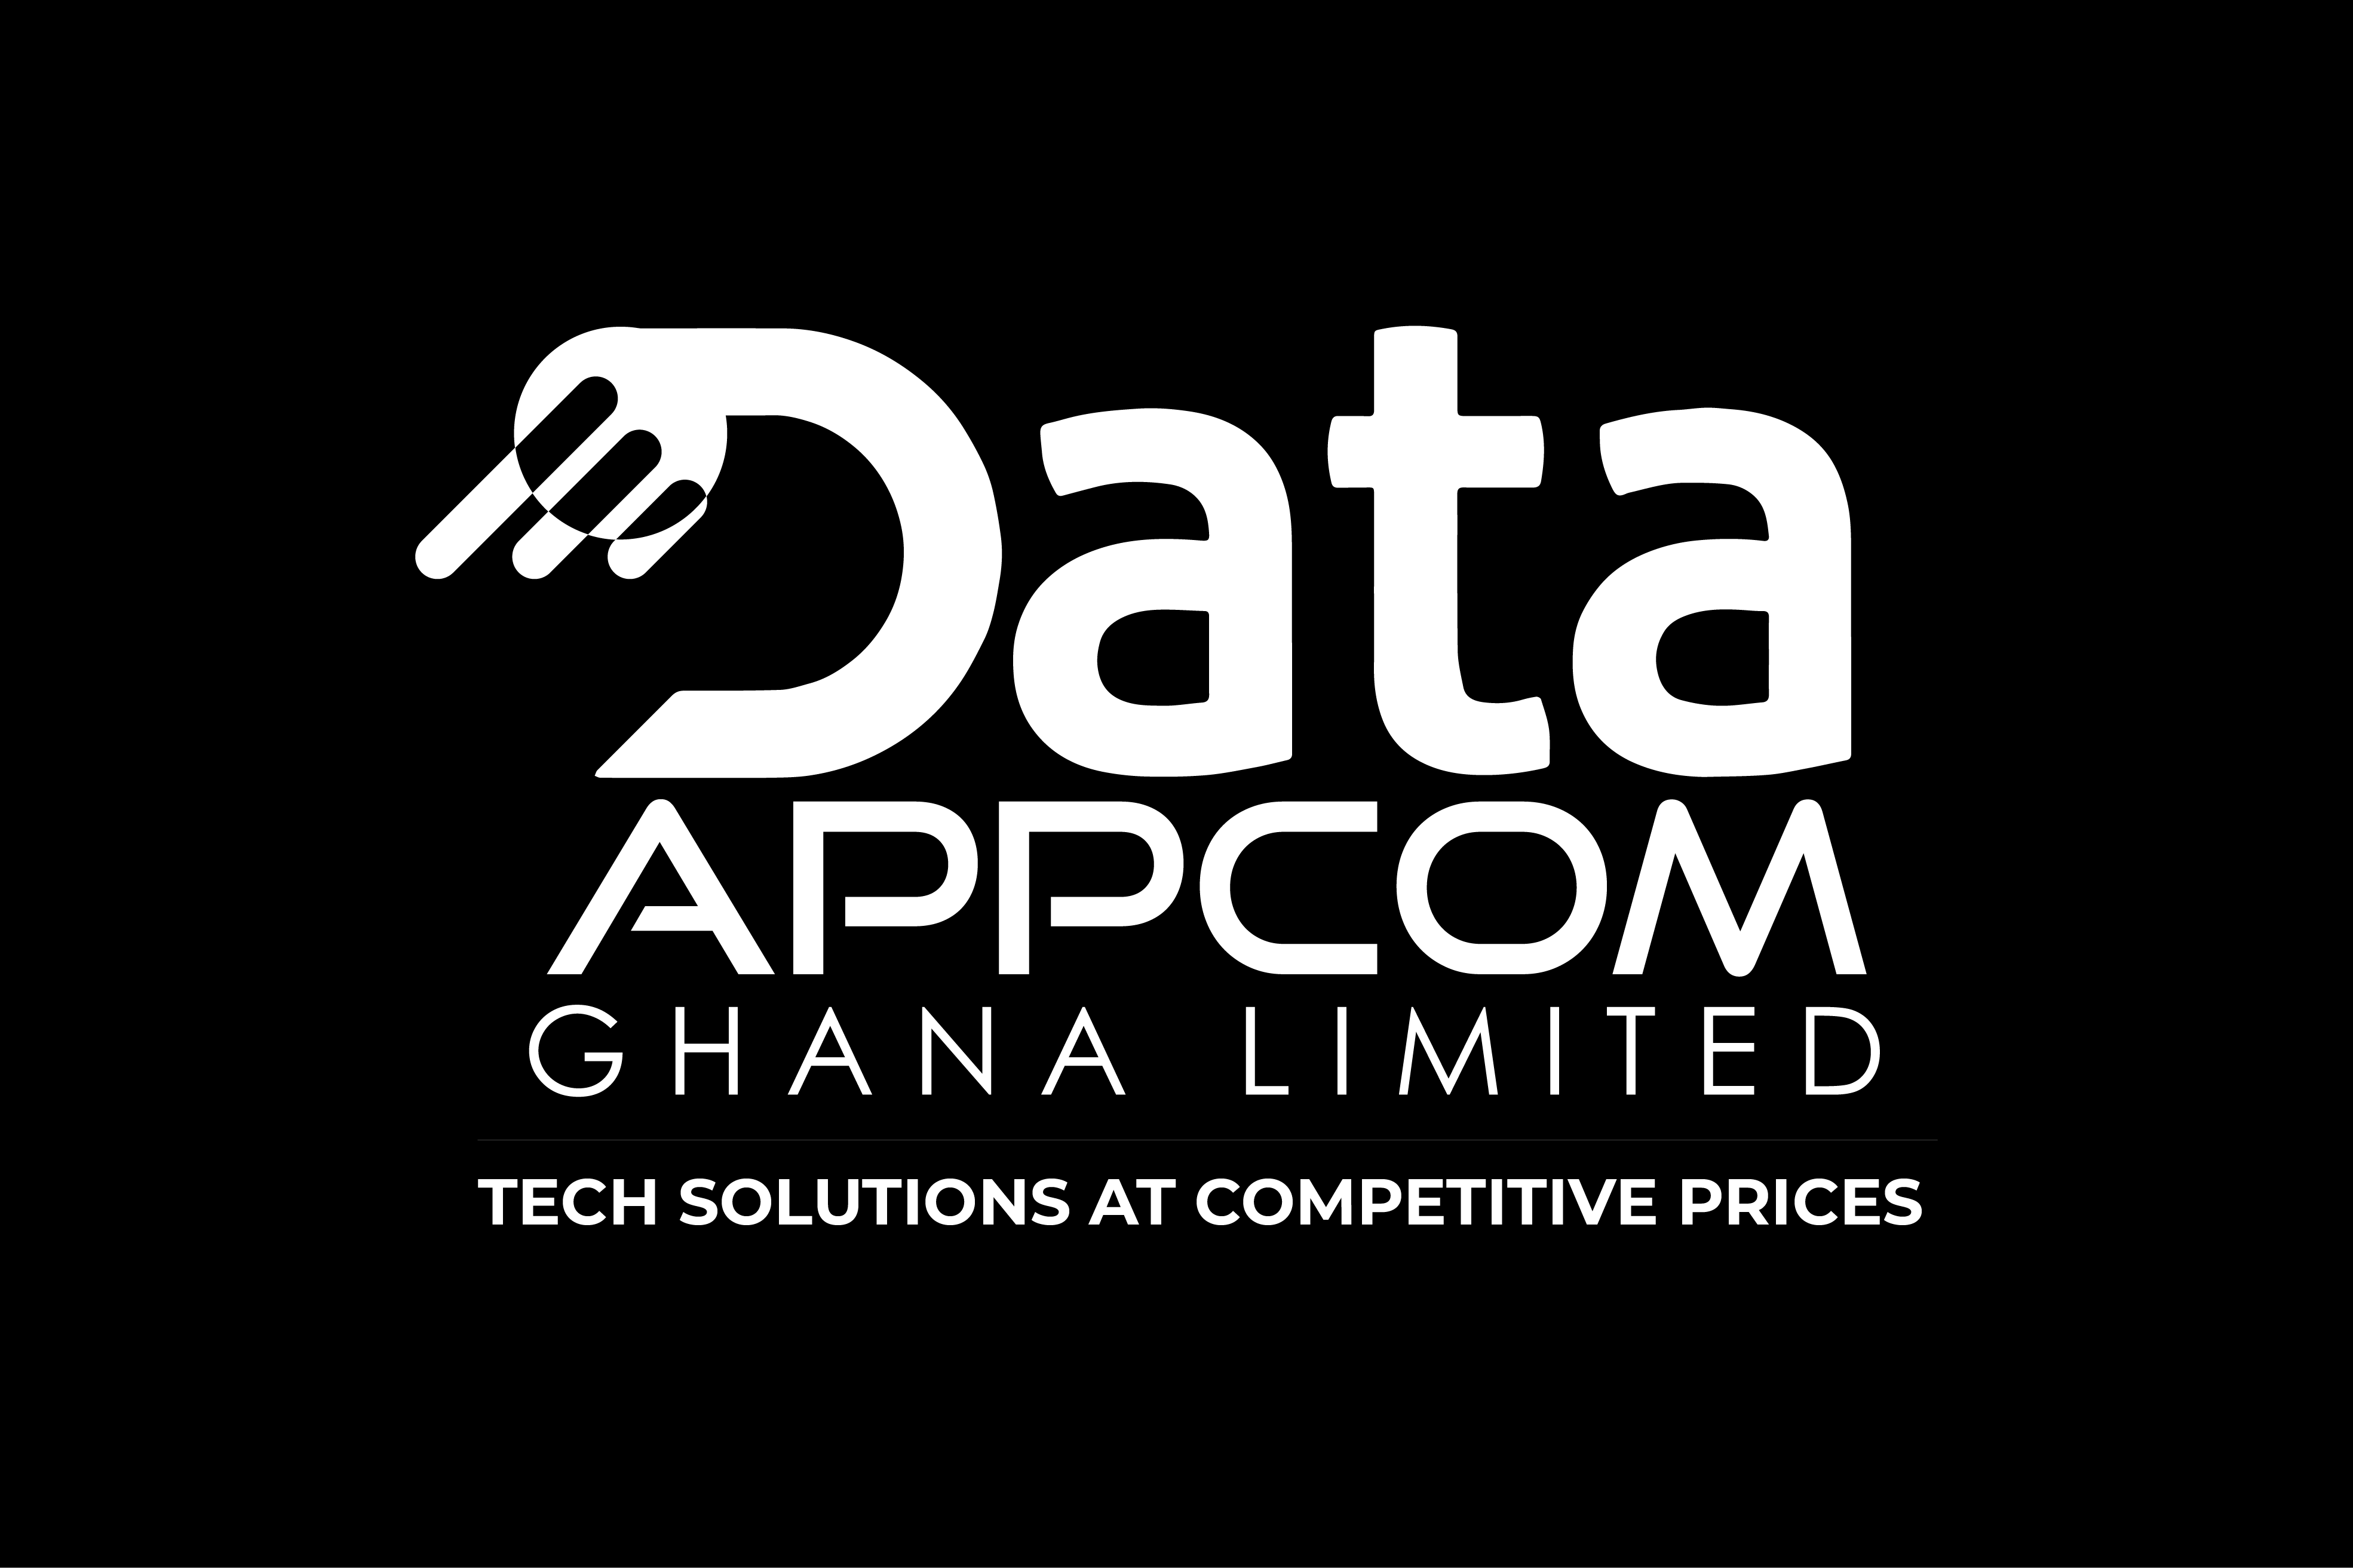 Data
APPCOM
GHANA LIMITED
TECH SOLUTIONS AT COMPETITIVE PRICES